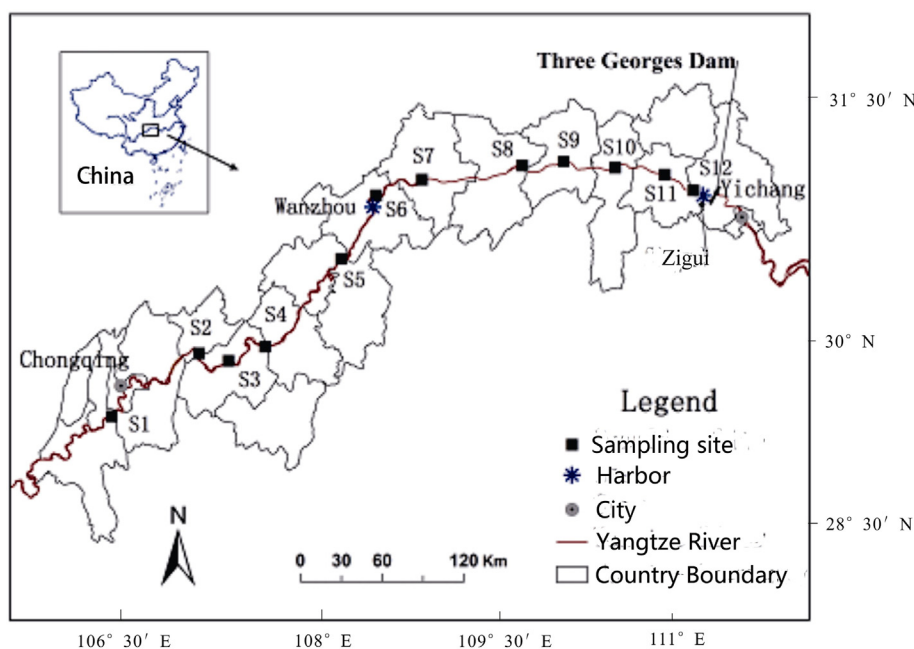 Three Georges Dam
31° 30′ N
China
S9
S10
S8
S7
S12
Yichang
S11
Wanzhou
S6
Zigui
S5
S4
S2
30° N
Chongqing
S3
S1
Legend
Sampling site
Harbor
City
Yangtze River
Country Boundary
N
0 30 60 120 Km
28° 30′ N
106° 30′ E
108° E
109° 30′ E
111° E